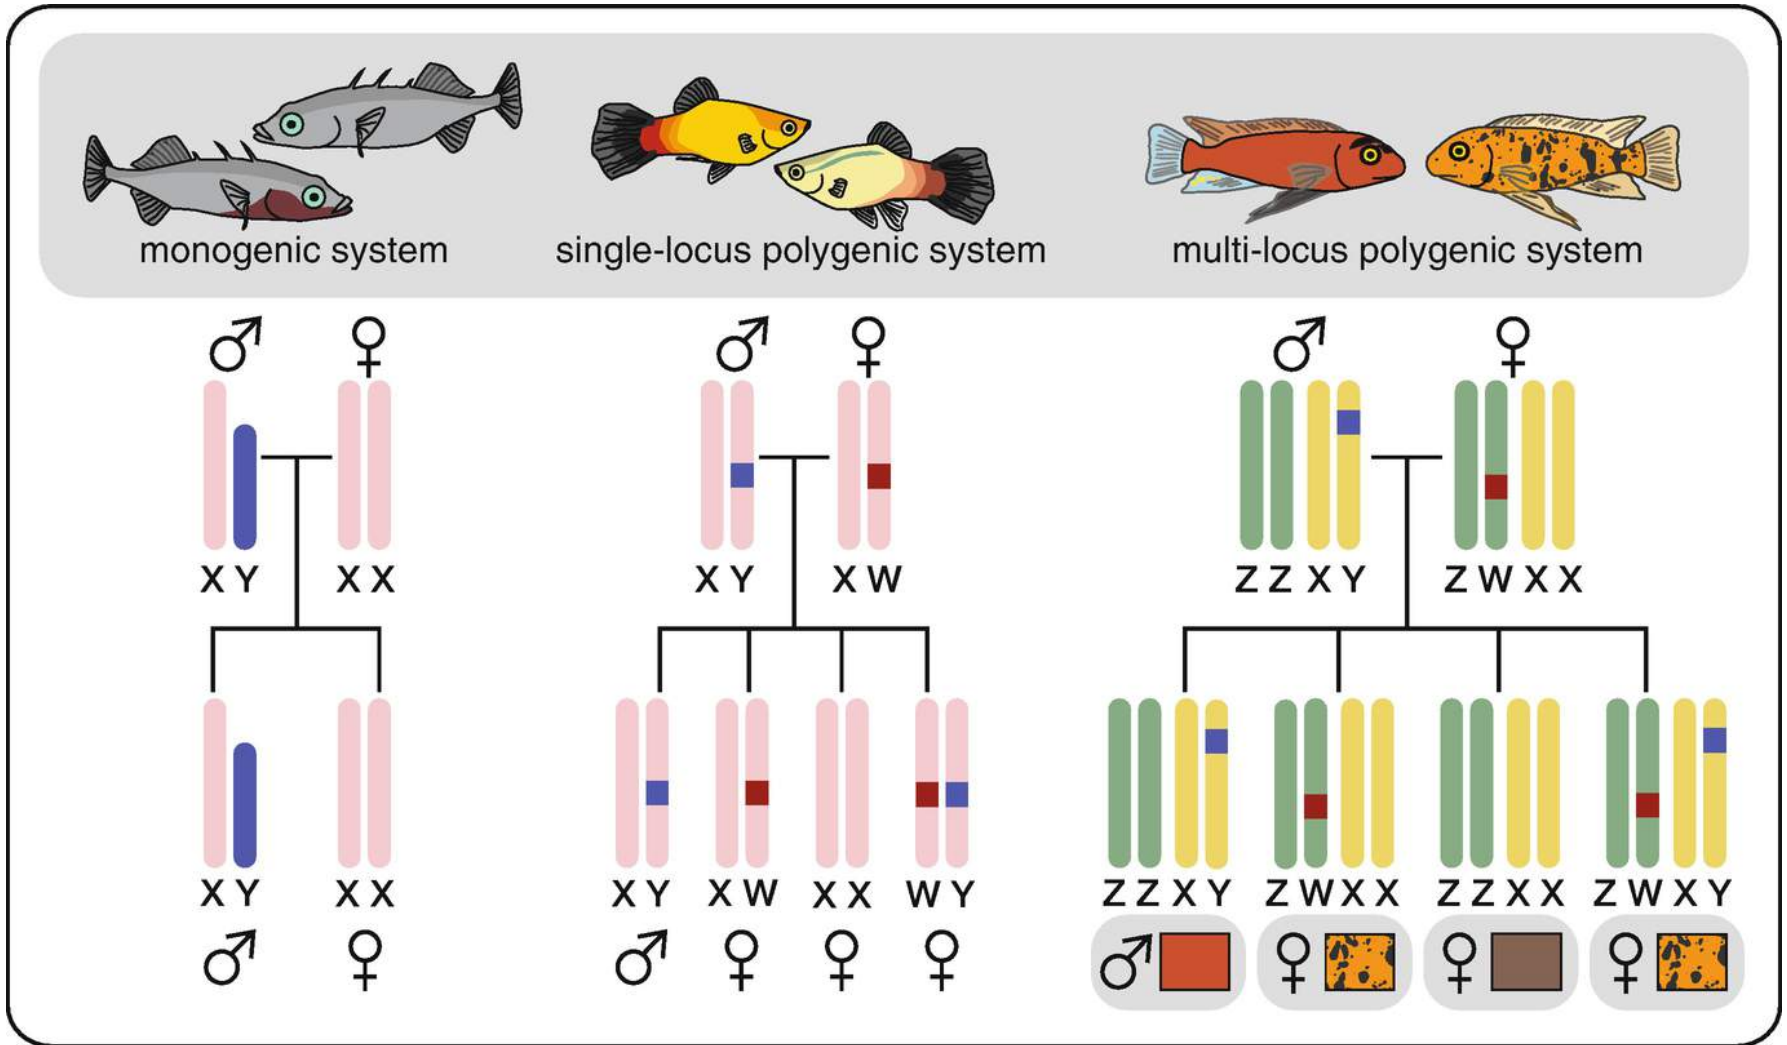 monogenic system
single-locus polygenic system
multi-locus polygenic system
♂ ♀
♂ ♀
♂ ♀
X Y
X X
X Y
X W
Z Z X Y
Z W X X
X Y
X X
X Y
X W
X X
W Y
Z Z X Y
Z W X X
Z Z X X
Z W X Y
♂ ♀
♂ ♀ ♀ ♀
♂ ♀ ♀ ♀